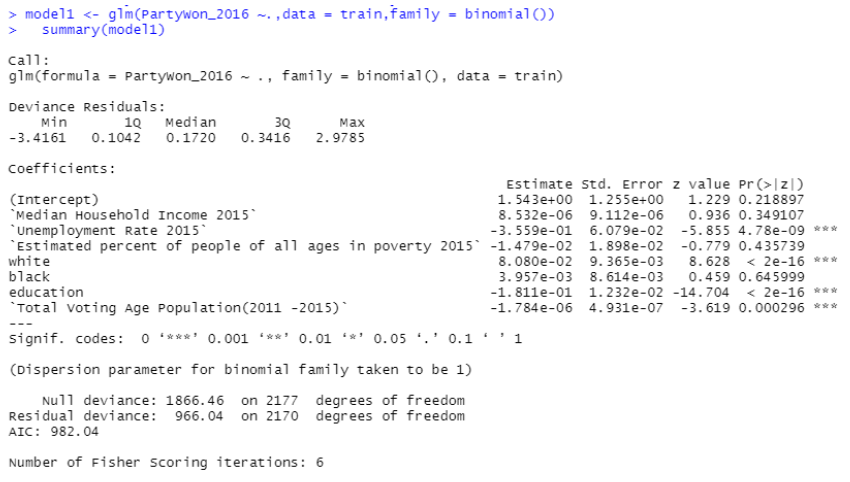 > model1 <- glm(PartyWon_2016 ~.,data = train,family = binomial())
> summary(model1)
Call:
glm(formula = PartyWon_2016 ~ ., family = binomial(), data = train)
Deviance Residuals:
Min 1Q Median 3Q Max
-3.4161 0.1042 0.1720 0.3416 2.9785
Coefficients:
Estimate Std. Error z value Pr(>|z|)
(Intercept) 1.543e+00 1.255e+00 1.229 0.218897
`Median Household Income 2015` 8.532e-06 9.112e-06 0.936 0.349107
`Unemployment Rate 2015` -3.559e-01 6.079e-02 -5.855 4.78e-09 ***
`Estimated percent of people of all ages in poverty 2015` -1.479e-02 1.898e-02 -0.779 0.435739
white 8.080e-02 9.365e-03 8.628 < 2e-16 ***
black 3.957e-03 8.614e-03 0.459 0.645999
education -1.811e-01 1.232e-02 -14.704 < 2e-16 ***
`Total Voting Age Population(2011 -2015)` -1.784e-06 4.931e-07 -3.619 0.000296 ***
---
Signif. codes: 0 ‘***’ 0.001 ‘**’ 0.01 ‘*’ 0.05 ‘.’ 0.1 ‘ ’ 1
(Dispersion parameter for binomial family taken to be 1)
Null deviance: 1866.46 on 2177 degrees of freedom
Residual deviance: 966.04 on 2170 degrees of freedom
AIC: 982.04
Number of Fisher Scoring iterations: 6